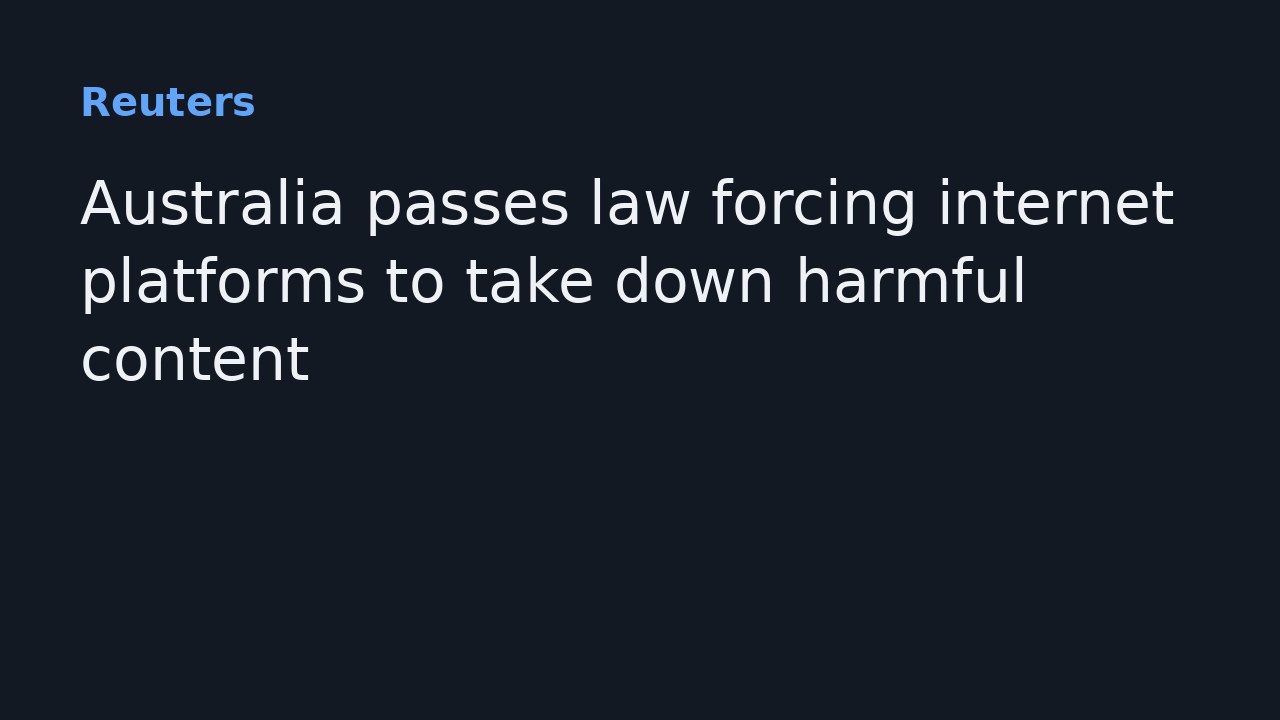 Reuters
Australia passes law forcing internet
platforms to take down harmful
content